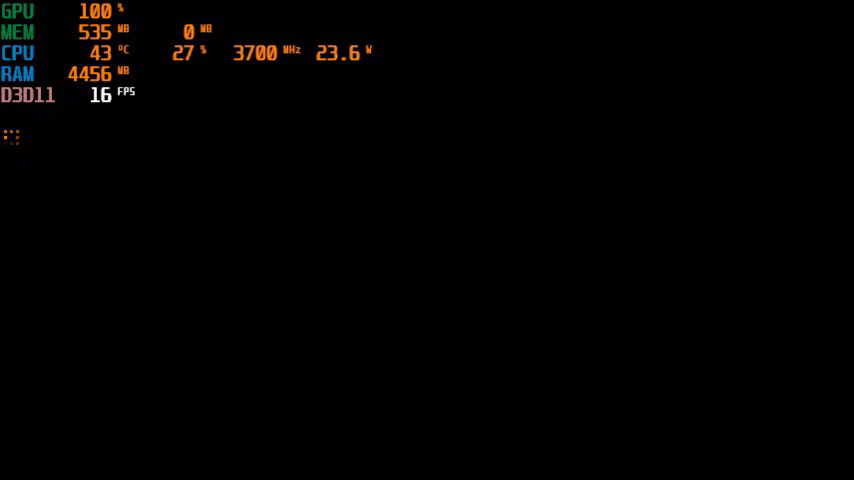 GPU 100 %
MEM 535 MB 0 MB
CPU 43 °C 27 % 3700 MHz 23.6 W
RAM 4456 MB
D3D11 16 FPS